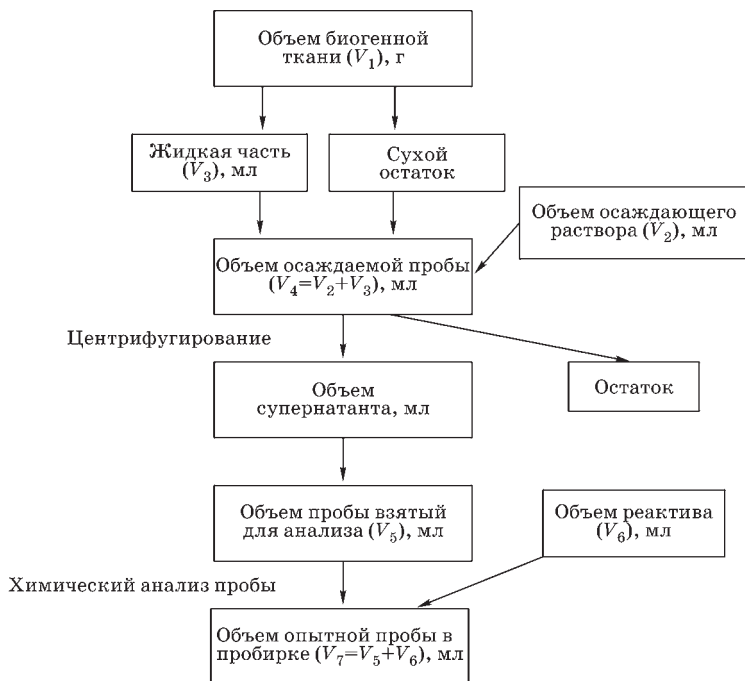 Объем биогенной
ткани (V₁), г
Жидкая часть
(V₃), мл
Сухой
остаток
Объем осаждающего
раствора (V₂), мл
Объем осаждаемой пробы
(V₄=V₂+V₃), мл
Центрифугирование
Объем
супернатанта, мл
Остаток
Объем пробы взятый
для анализа (V₅), мл
Объем реактива
(V₆), мл
Химический анализ пробы
Объем опытной пробы в
пробирке (V₇=V₅+V₆), мл